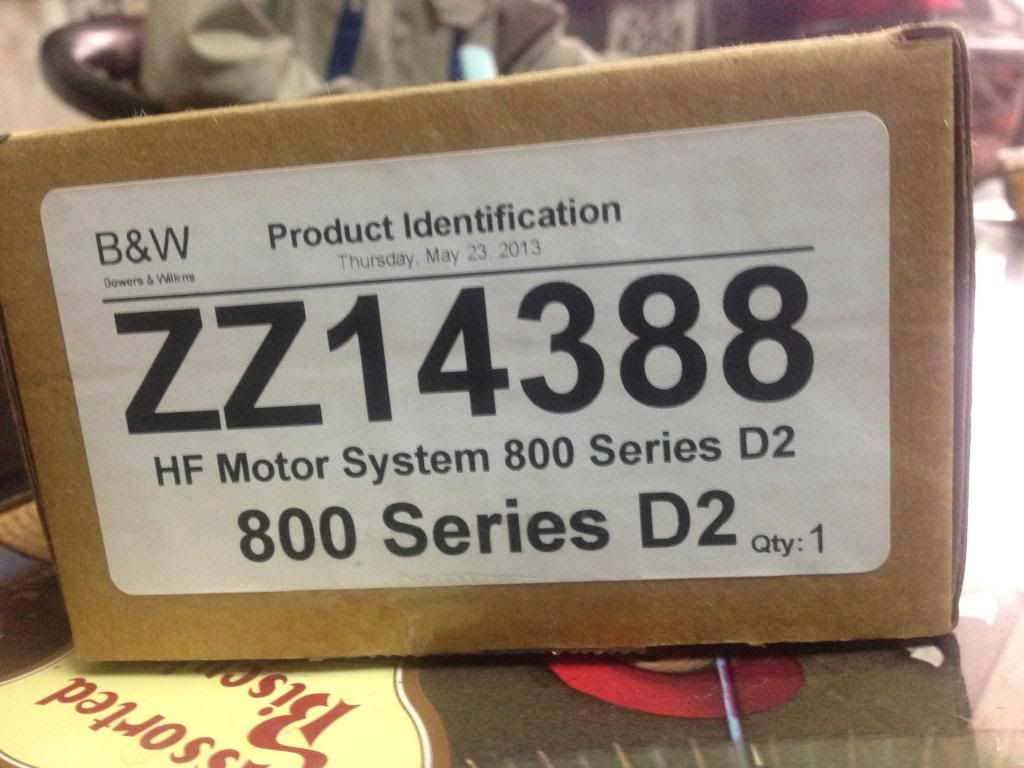 B&W
Bowers & Wilkins
Product Identification
Thursday, May 23, 2013
ZZ14388
HF Motor System 800 Series D2
800 Series D2
Qty: 1
Assorted